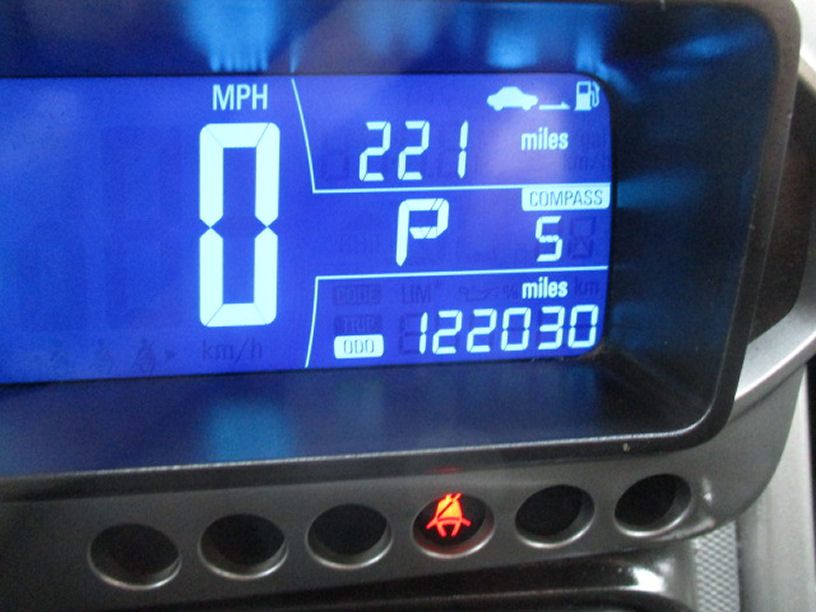 MPH
0
221 miles
COMPASS
P S
miles
ODO 122030
km/h